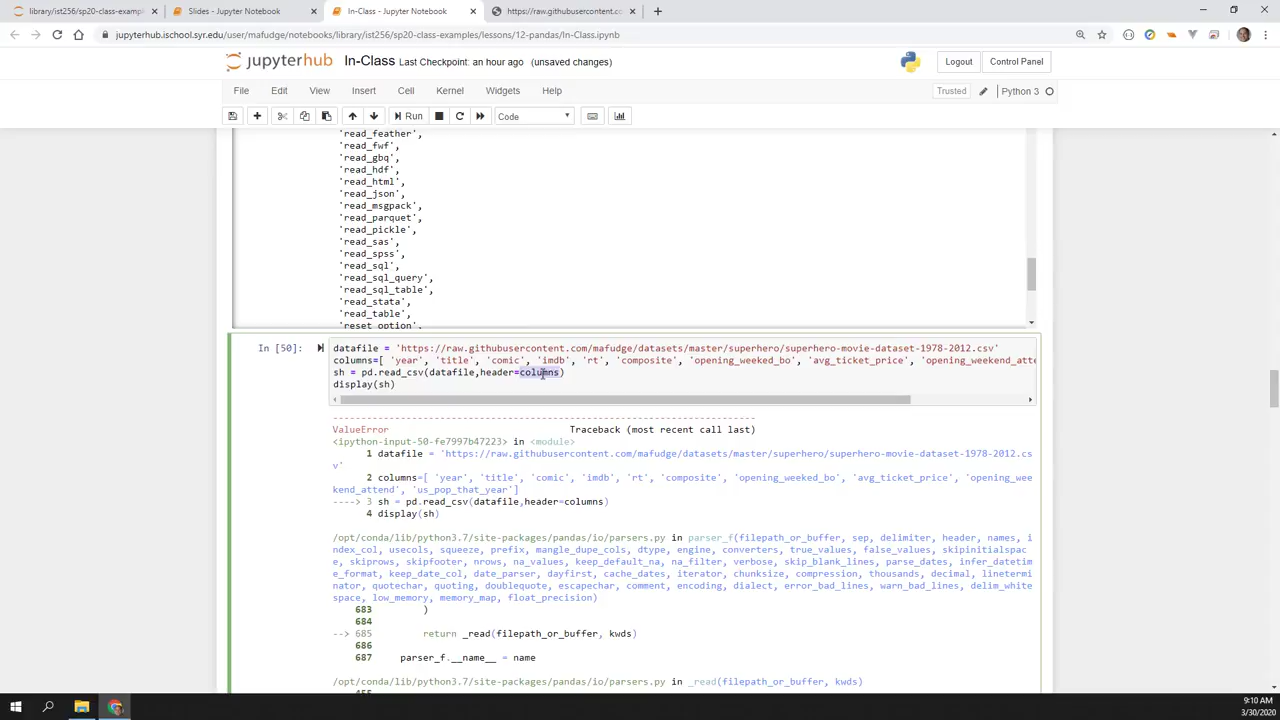 library/ist256/sp20-class-examp
Slides - Jupyter Notebook
In-Class - Jupyter Notebook
https://raw.githubusercontent.co
jupyterhub.ischool.syr.edu/user/mafudge/notebooks/library/ist256/sp20-class-examples/lessons/12-pandas/In-Class.ipynb
jupyterhub In-Class Last Checkpoint: an hour ago (unsaved changes) Logout Control Panel
File Edit View Insert Cell Kernel Widgets Help Trusted Python 3
Run Code
'read_feather',
'read_fwf',
'read_gbq',
'read_hdf',
'read_html',
'read_json',
'read_msgpack',
'read_parquet',
'read_pickle',
'read_sas',
'read_spss',
'read_sql',
'read_sql_query',
'read_sql_table',
'read_stata',
'read_table',
'reset_option',
In [50]: datafile = 'https://raw.githubusercontent.com/mafudge/datasets/master/superhero/superhero-movie-dataset-1978-2012.csv'
columns=[ 'year', 'title', 'comic', 'imdb', 'rt', 'composite', 'opening_weeked_bo', 'avg_ticket_price', 'opening_weekend_atte
sh = pd.read_csv(datafile,header=columns)
display(sh)
---------------------------------------------------------------------------
ValueError Traceback (most recent call last)
<ipython-input-50-fe7997b47223> in <module>
1 datafile = 'https://raw.githubusercontent.com/mafudge/datasets/master/superhero/superhero-movie-dataset-1978-2012.cs
v'
2 columns=[ 'year', 'title', 'comic', 'imdb', 'rt', 'composite', 'opening_weeked_bo', 'avg_ticket_price', 'opening_wee
kend_attend', 'us_pop_that_year']
----> 3 sh = pd.read_csv(datafile,header=columns)
4 display(sh)
/opt/conda/lib/python3.7/site-packages/pandas/io/parsers.py in parser_f(filepath_or_buffer, sep, delimiter, header, names, i
ndex_col, usecols, squeeze, prefix, mangle_dupe_cols, dtype, engine, converters, true_values, false_values, skipinitialspac
e, skiprows, skipfooter, nrows, na_values, keep_default_na, na_filter, verbose, skip_blank_lines, parse_dates, infer_datetim
e_format, keep_date_col, date_parser, dayfirst, cache_dates, iterator, chunksize, compression, thousands, decimal, linetermi
nator, quotechar, quoting, doublequote, escapechar, comment, encoding, dialect, error_bad_lines, warn_bad_lines, delim_white
space, low_memory, memory_map, float_precision)
683 )
684
--> 685 return _read(filepath_or_buffer, kwds)
686
687 parser_f.__name__ = name
/opt/conda/lib/python3.7/site-packages/pandas/io/parsers.py in _read(filepath_or_buffer, kwds)
9:10 AM
3/30/2020